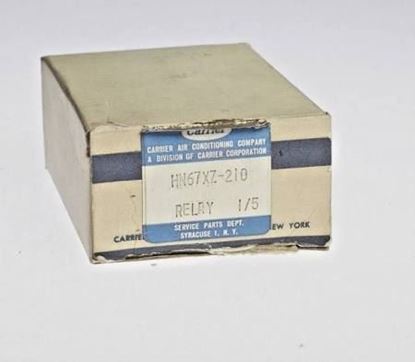 Carrier
CARRIER AIR CONDITIONING COMPANY
A DIVISION OF CARRIER CORPORATION
HN67XZ-210
RELAY 1/5
SERVICE PARTS DEPT.
SYRACUSE 1, N. Y.
CARRIE EW YORK